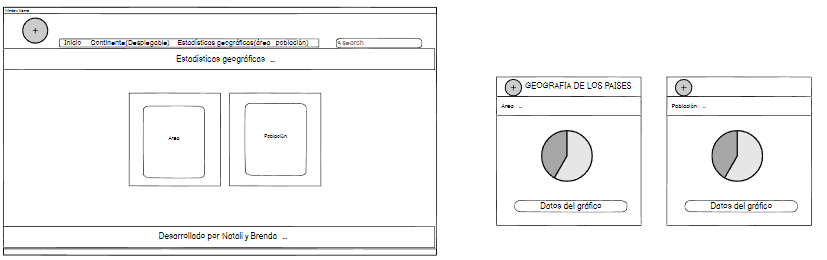 Window Name
Inicio Continente(Desplegable) Estadísticas geográficas(área población)
search
Estadísticas geográficas ...
Area
Población
Desarrollado por Natali y Brenda ...
GEOGRAFÍA DE LOS PAISES
Area ...
Datos del gráfico
Población ...
Datos del gráfico